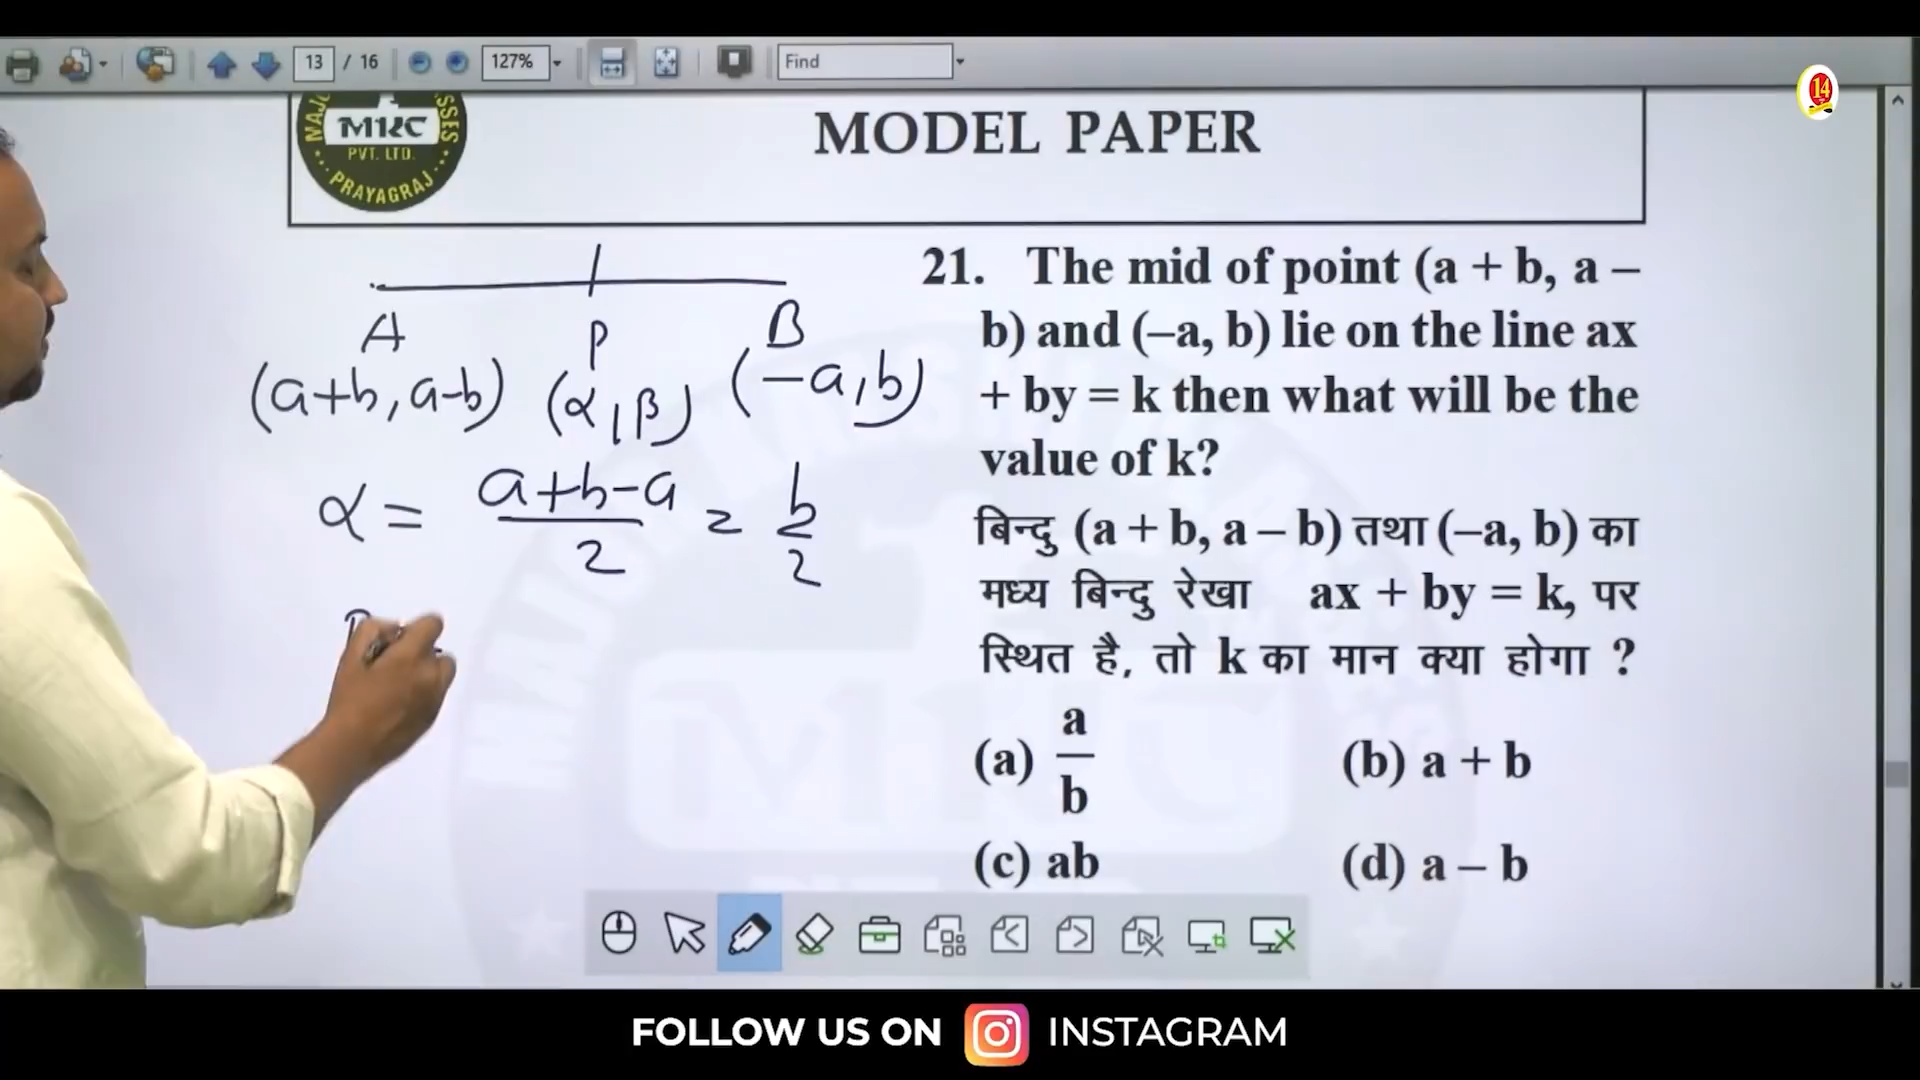 13 / 16
127%
Find
14
MRC
PVT. LTD.
PRAYAGRAJ
MODEL PAPER
A
P
B
(a+b, a-b) (α, β) (-a, b)
α = a+b-a / 2 = b / 2
21. The mid of point (a + b, a –
b) and (–a, b) lie on the line ax
+ by = k then what will be the
value of k?
बिन्दु (a + b, a – b) तथा (–a, b) का
मध्य बिन्दु रेखा ax + by = k, पर
स्थित है, तो k का मान क्या होगा ?
(a) a/b
(b) a + b
(c) ab
(d) a – b
FOLLOW US ON INSTAGRAM